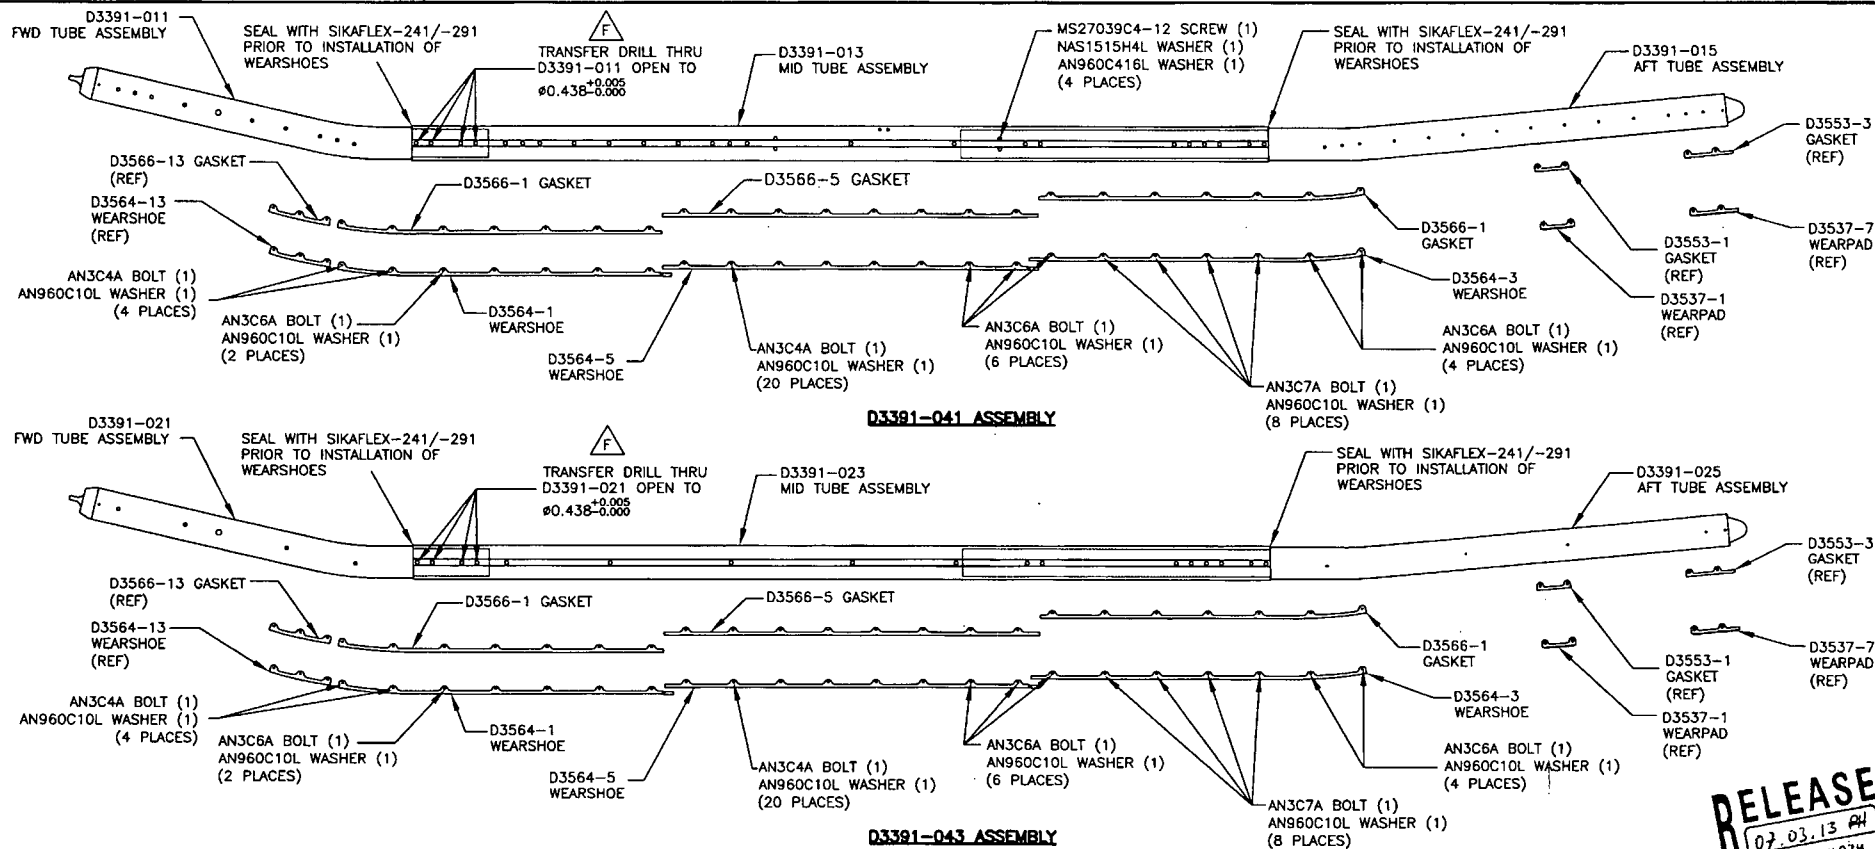 D3391-011
FWD TUBE ASSEMBLY
SEAL WITH SIKAFLEX-241/-291
PRIOR TO INSTALLATION OF
WEARSHOES
F
TRANSFER DRILL THRU
D3391-011 OPEN TO
Ø0.438+0.005-0.000
D3391-013
MID TUBE ASSEMBLY
MS27039C4-12 SCREW (1)
NAS1515H4L WASHER (1)
AN960C416L WASHER (1)
(4 PLACES)
SEAL WITH SIKAFLEX-241/-291
PRIOR TO INSTALLATION OF
WEARSHOES
D3391-015
AFT TUBE ASSEMBLY
D3553-3
GASKET
(REF)
D3566-13 GASKET
(REF)
D3566-1 GASKET
D3566-5 GASKET
D3564-13
WEARSHOE
(REF)
D3566-1
GASKET
D3553-1
GASKET
(REF)
D3537-7
WEARPAD
(REF)
AN3C4A BOLT (1)
AN960C10L WASHER (1)
(4 PLACES)
AN3C6A BOLT (1)
AN960C10L WASHER (1)
(2 PLACES)
D3564-1
WEARSHOE
D3564-5
WEARSHOE
AN3C4A BOLT (1)
AN960C10L WASHER (1)
(20 PLACES)
AN3C6A BOLT (1)
AN960C10L WASHER (1)
(6 PLACES)
D3564-3
WEARSHOE
D3537-1
WEARPAD
(REF)
AN3C6A BOLT (1)
AN960C10L WASHER (1)
(4 PLACES)
AN3C7A BOLT (1)
AN960C10L WASHER (1)
(8 PLACES)
D3391-041 ASSEMBLY
D3391-021
FWD TUBE ASSEMBLY
SEAL WITH SIKAFLEX-241/-291
PRIOR TO INSTALLATION OF
WEARSHOES
F
TRANSFER DRILL THRU
D3391-021 OPEN TO
Ø0.438+0.005-0.000
D3391-023
MID TUBE ASSEMBLY
SEAL WITH SIKAFLEX-241/-291
PRIOR TO INSTALLATION OF
WEARSHOES
D3391-025
AFT TUBE ASSEMBLY
D3553-3
GASKET
(REF)
D3566-13 GASKET
(REF)
D3566-1 GASKET
D3566-5 GASKET
D3564-13
WEARSHOE
(REF)
D3566-1
GASKET
D3553-1
GASKET
(REF)
D3537-7
WEARPAD
(REF)
AN3C4A BOLT (1)
AN960C10L WASHER (1)
(4 PLACES)
AN3C6A BOLT (1)
AN960C10L WASHER (1)
(2 PLACES)
D3564-1
WEARSHOE
D3564-5
WEARSHOE
AN3C4A BOLT (1)
AN960C10L WASHER (1)
(20 PLACES)
AN3C6A BOLT (1)
AN960C10L WASHER (1)
(6 PLACES)
D3564-3
WEARSHOE
D3537-1
WEARPAD
(REF)
AN3C6A BOLT (1)
AN960C10L WASHER (1)
(4 PLACES)
AN3C7A BOLT (1)
AN960C10L WASHER (1)
(8 PLACES)
D3391-043 ASSEMBLY
RELEASE
07.03.13 PH